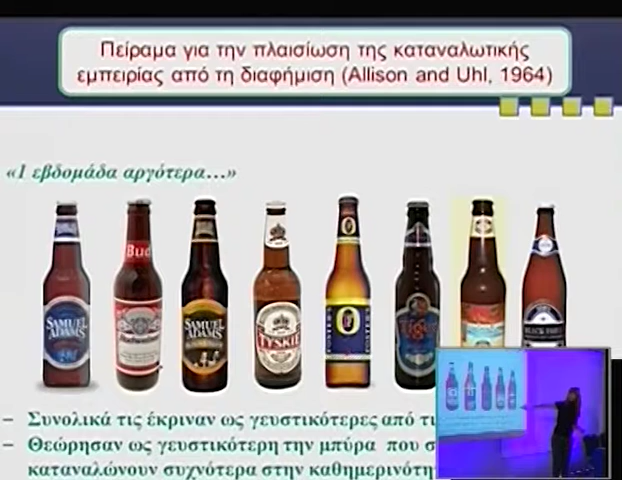 Πείραμα για την πλαισίωση της καταναλωτικής
εμπειρίας από τη διαφήμιση (Allison and Uhl, 1964)
«1 εβδομάδα αργότερα…»
SAMUEL ADAMS
Bud
Budweiser
SAMUEL ADAMS
TYSKIE
FOSTER'S
Tiger
– Συνολικά τις έκριναν ως γευστικότερες από τ
– Θεώρησαν ως γευστικότερη την μπύρα που σ
καταναλώνουν συχνότερα στην καθημερινότη